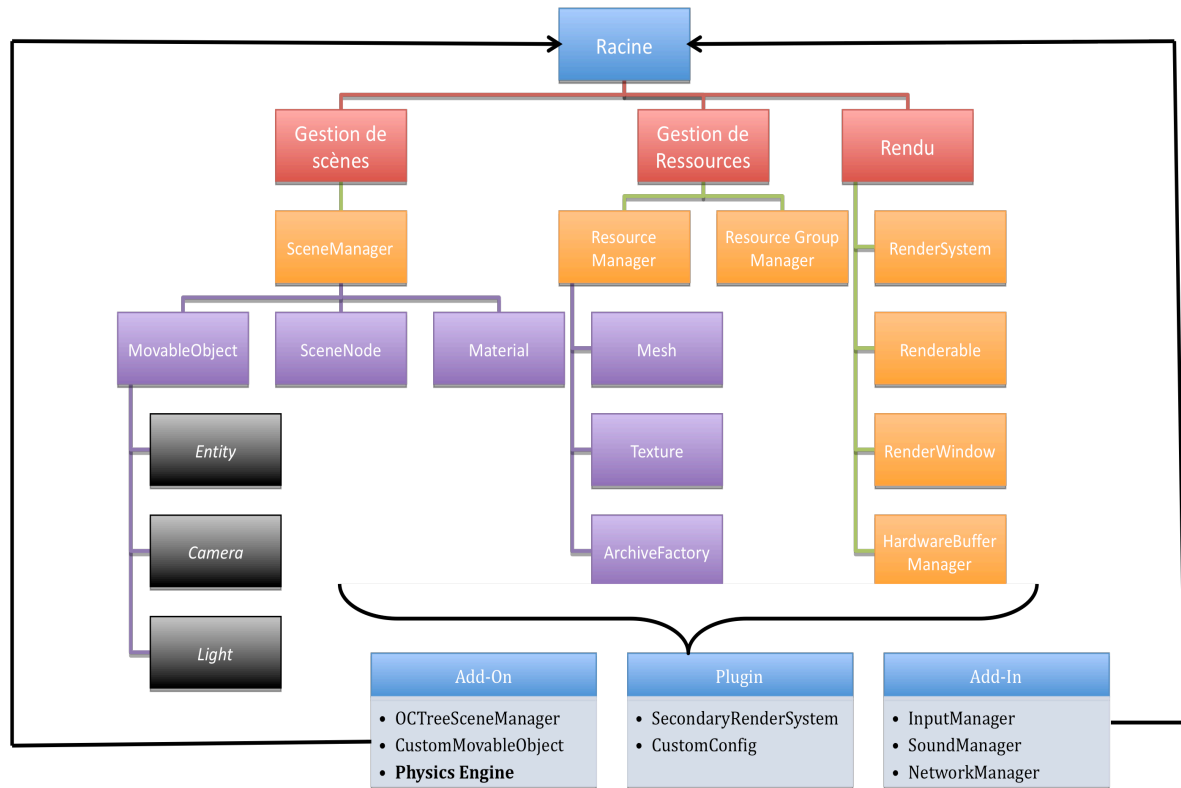 Racine
Gestion de
scènes
Gestion de
Ressources
Rendu
SceneManager
Resource
Manager
Resource Group
Manager
RenderSystem
MovableObject
SceneNode
Material
Mesh
Renderable
Entity
Texture
RenderWindow
Camera
ArchiveFactory
HardwareBuffer
Manager
Light
Add-On
• OCTreeSceneManager
• CustomMovableObject
• Physics Engine
Plugin
• SecondaryRenderSystem
• CustomConfig
Add-In
• InputManager
• SoundManager
• NetworkManager